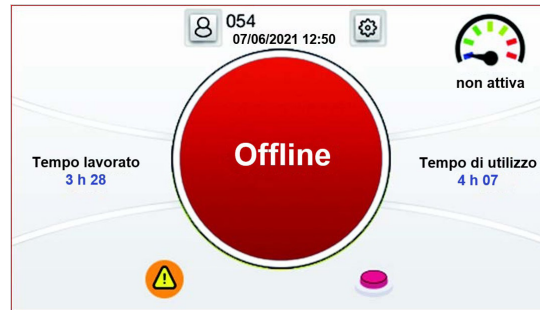 054
07/06/2021 12:50
non attiva
Offline
Tempo lavorato
3 h 28
Tempo di utilizzo
4 h 07